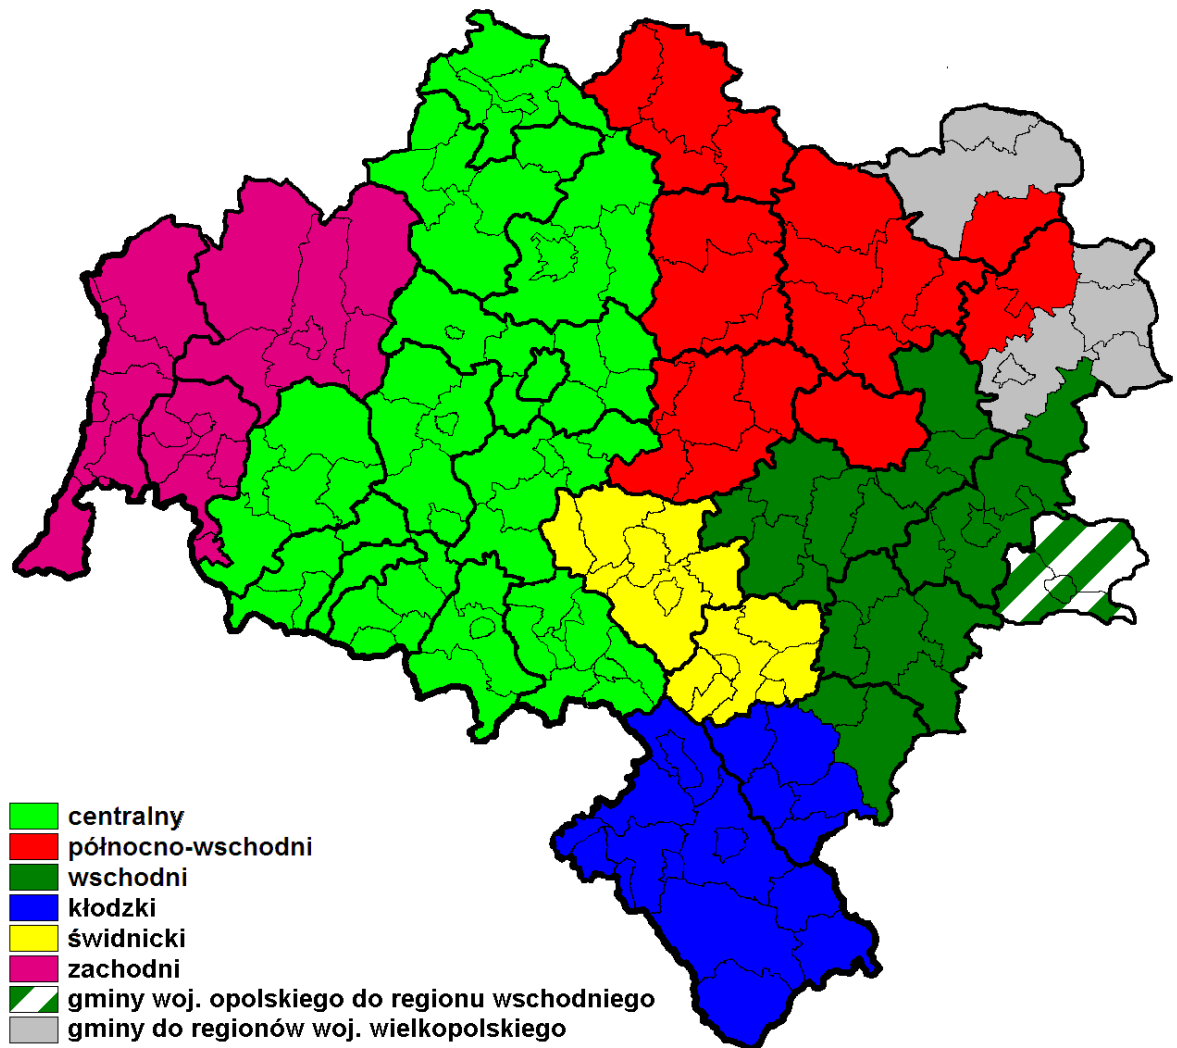 centralny
północno-wschodni
wschodni
kłodzki
świdnicki
zachodni
gminy woj. opolskiego do regionu wschodniego
gminy do regionów woj. wielkopolskiego